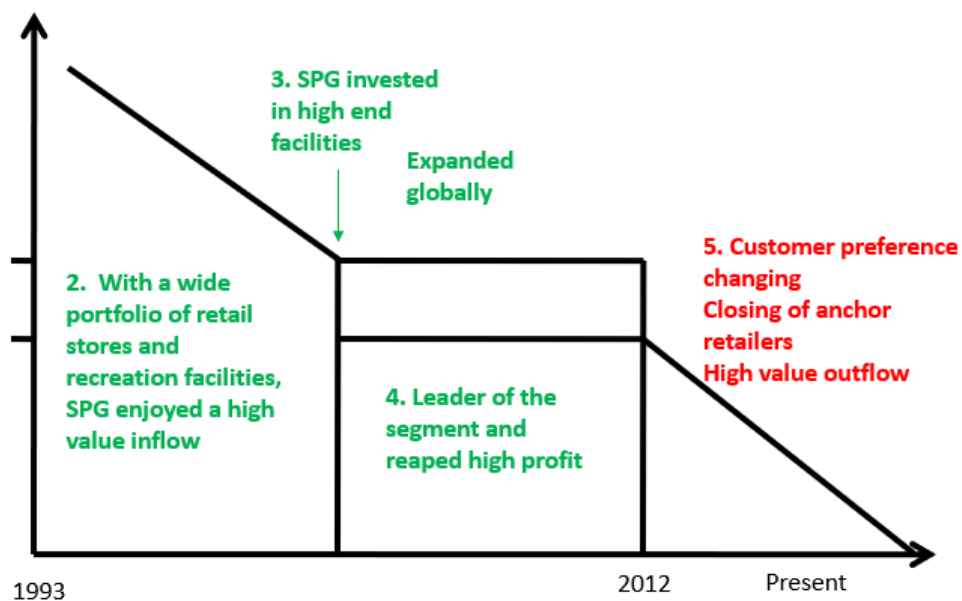 3. SPG invested
in high end
facilities
Expanded
globally
2.  With a wide
portfolio of retail
stores and
recreation facilities,
SPG enjoyed a high
value inflow
4. Leader of the
segment and
reaped high profit
5. Customer preference
changing
Closing of anchor
retailers
High value outflow
1993
2012
Present